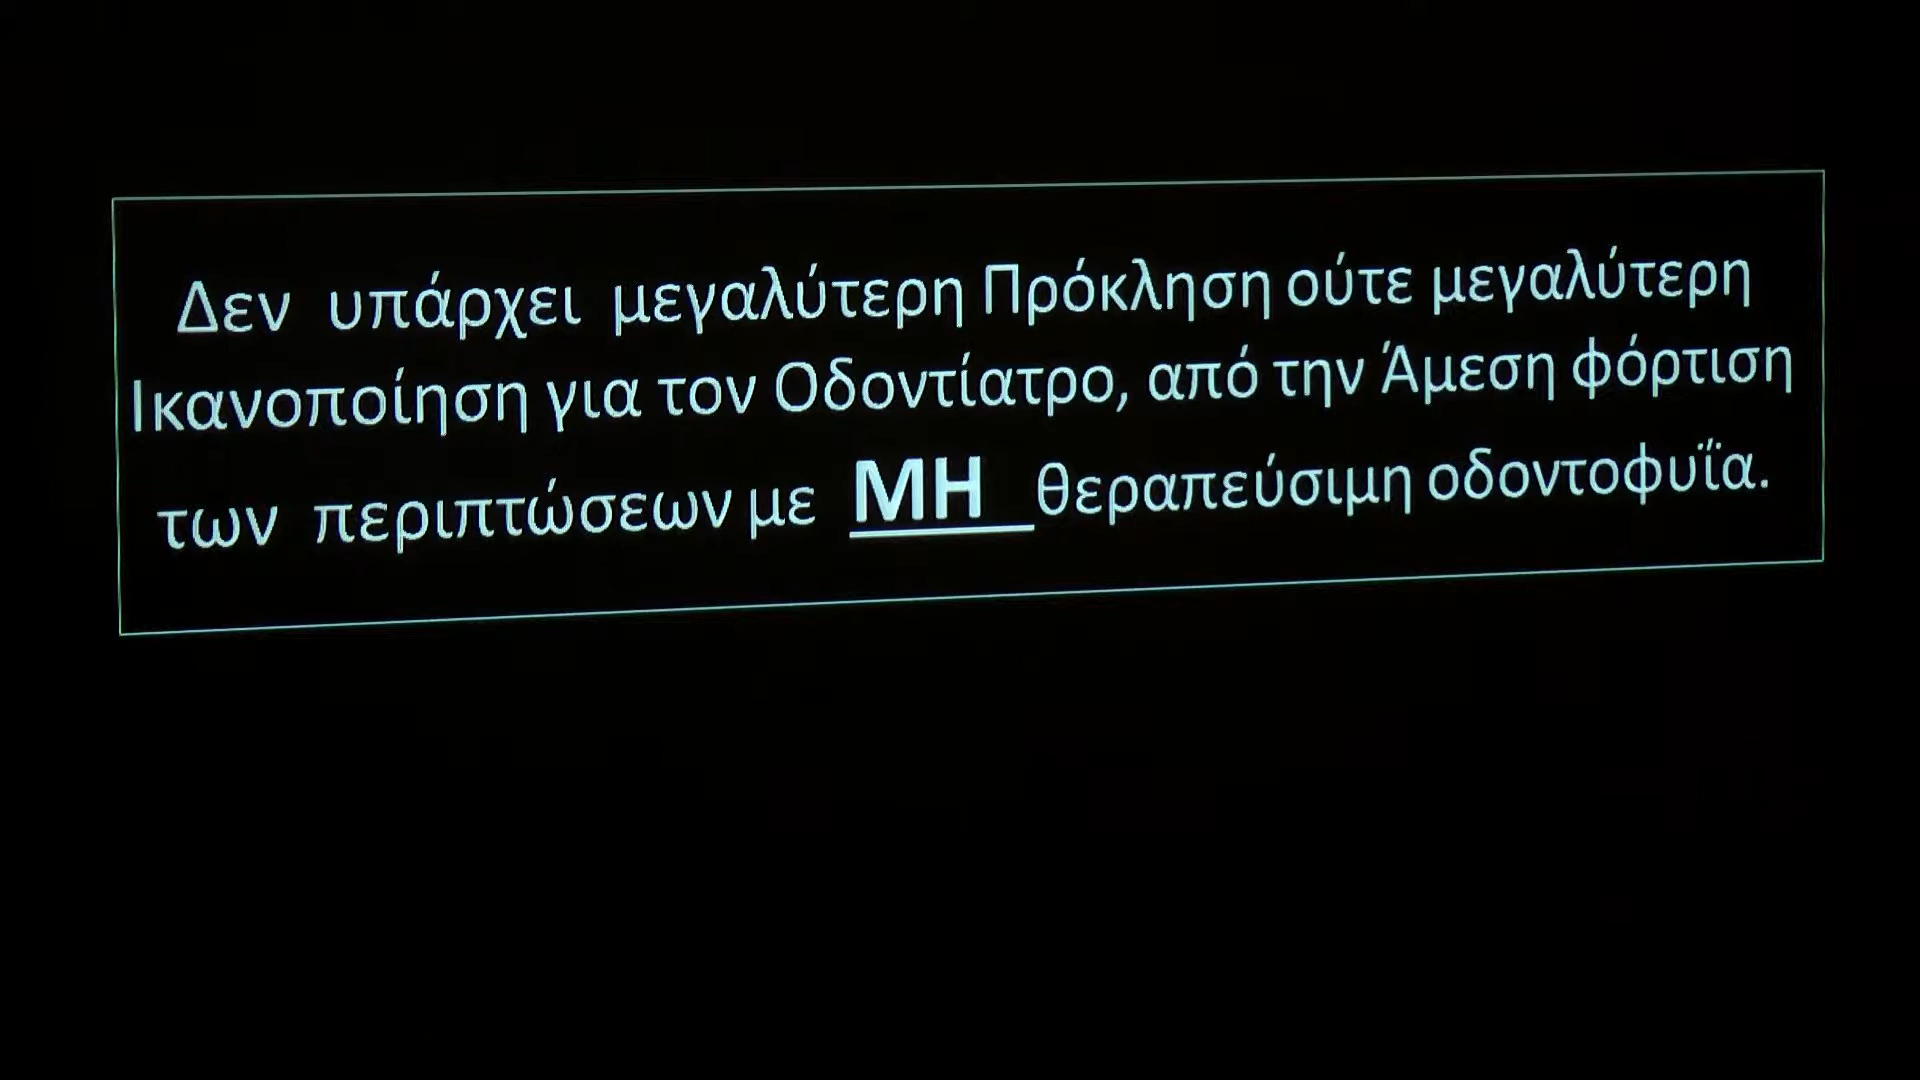 Δεν υπάρχει μεγαλύτερη Πρόκληση ούτε μεγαλύτερη
Ικανοποίηση για τον Οδοντίατρο, από την Άμεση φόρτιση
των περιπτώσεων με ΜΗ θεραπεύσιμη οδοντοφυΐα.